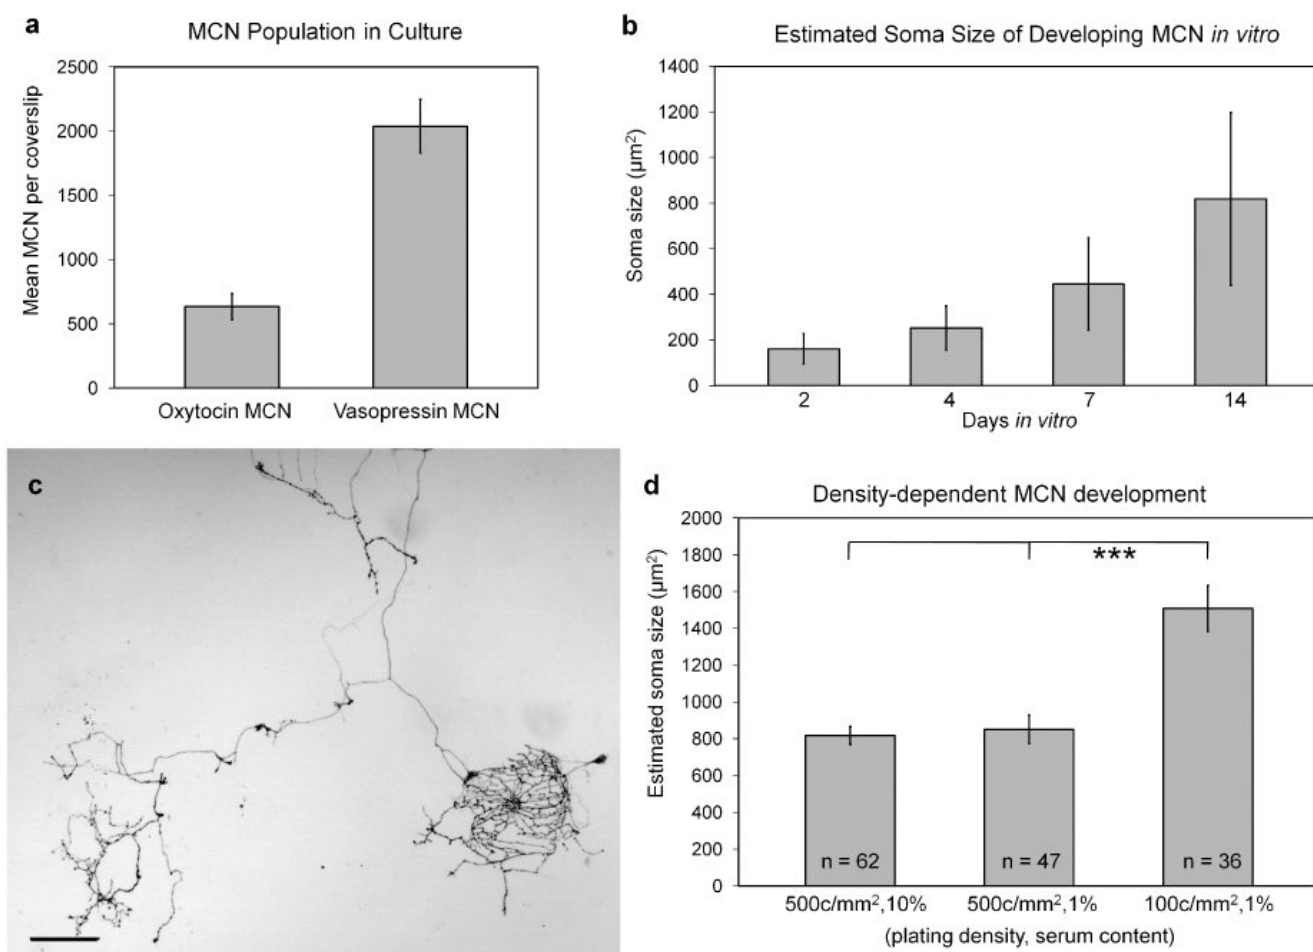 a
MCN Population in Culture
Mean MCN per coverslip
2500
2000
1500
1000
500
0
Oxytocin MCN
Vasopressin MCN
b
Estimated Soma Size of Developing MCN in vitro
Soma size (µm²)
1400
1200
1000
800
600
400
200
0
2
4
7
14
Days in vitro
c
d
Density-dependent MCN development
Estimated soma size (µm²)
2000
1800
1600
1400
1200
1000
800
600
400
200
0
***
n = 62
n = 47
n = 36
500c/mm²,10%
500c/mm²,1%
100c/mm²,1%
(plating density, serum content)